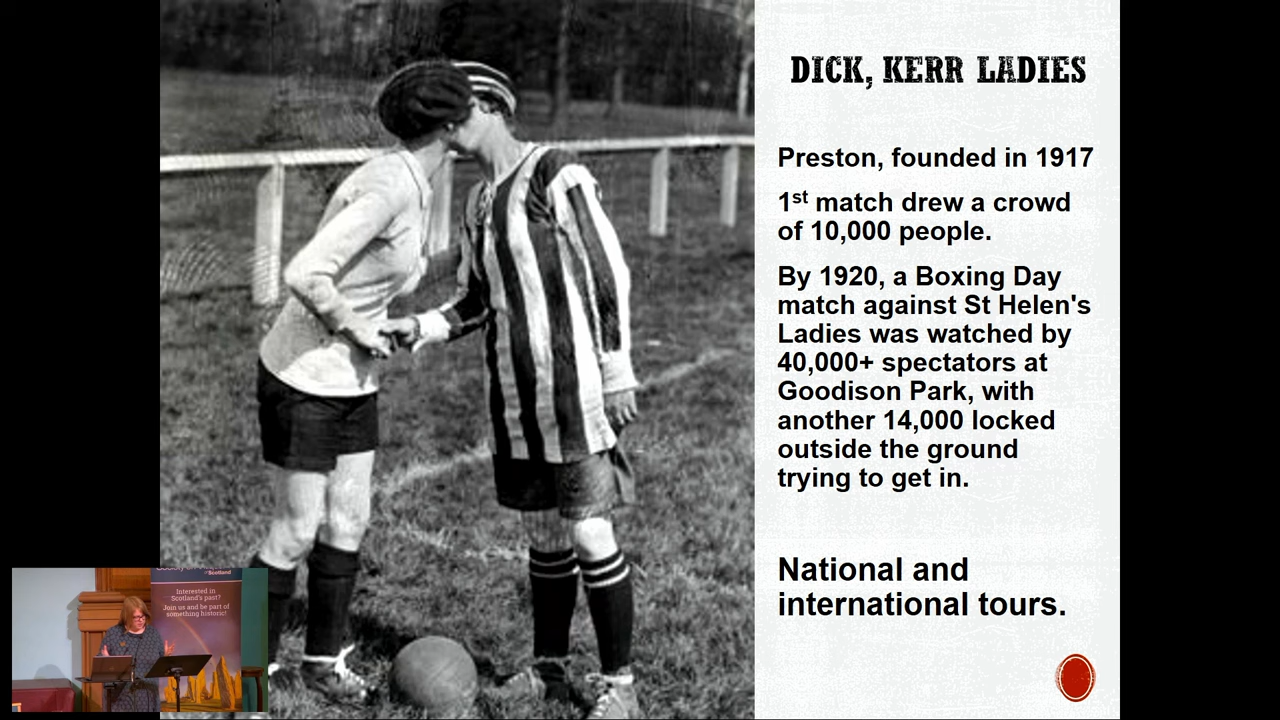 DICK, KERR LADIES
Preston, founded in 1917
1st match drew a crowd
of 10,000 people.
By 1920, a Boxing Day
match against St Helen's
Ladies was watched by
40,000+ spectators at
Goodison Park, with
another 14,000 locked
outside the ground
trying to get in.
National and
international tours.
of Scotland
Interested in
Scotland's past?
Join us and be part of
something historic!